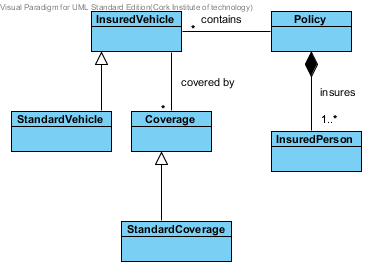 Visual Paradigm for UML Standard Edition(Cork Institute of technology)
InsuredVehicle
contains
*
Policy
covered by
*
insures
1..*
StandardVehicle
Coverage
InsuredPerson
StandardCoverage